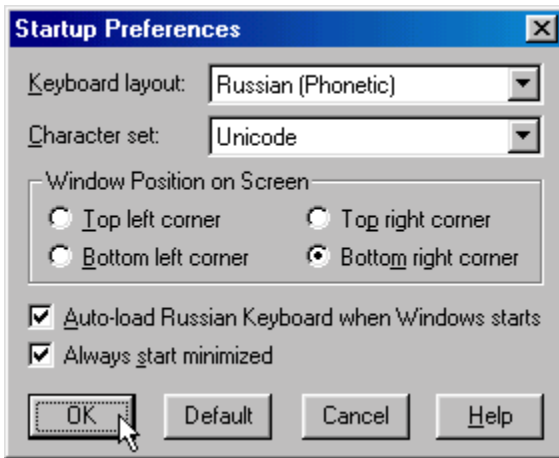 Startup Preferences
Keyboard layout: Russian (Phonetic)
Character set: Unicode
Window Position on Screen
Top left corner Top right corner
Bottom left corner Bottom right corner
Auto-load Russian Keyboard when Windows starts
Always start minimized
OK Default Cancel Help